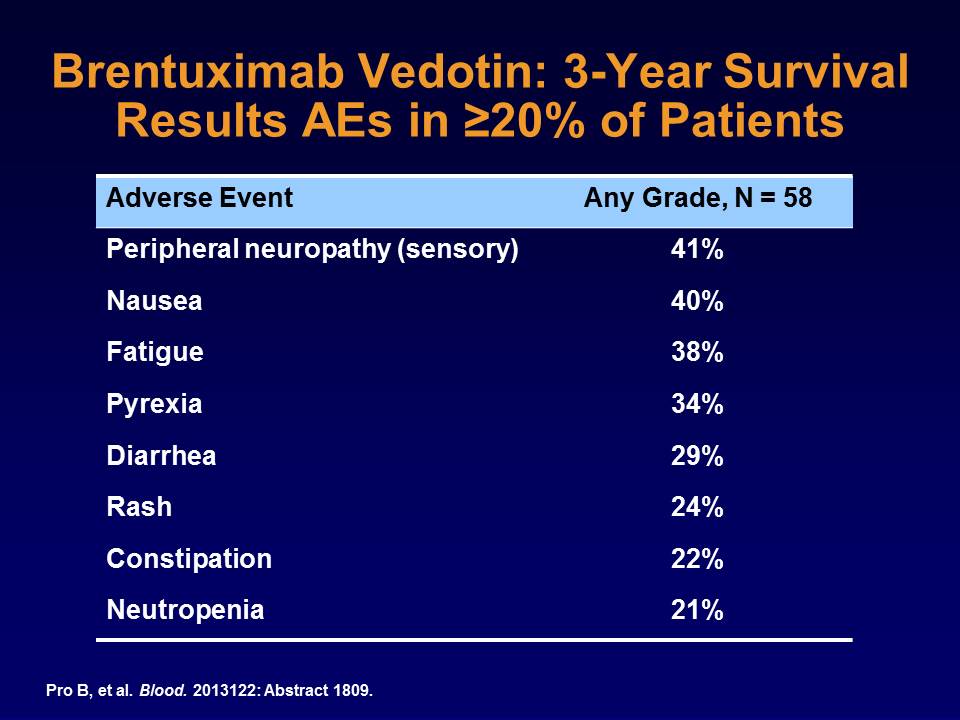 Brentuximab Vedotin: 3-Year Survival
Results AEs in ≥20% of Patients
Adverse Event Any Grade, N = 58
Peripheral neuropathy (sensory) 41%
Nausea 40%
Fatigue 38%
Pyrexia 34%
Diarrhea 29%
Rash 24%
Constipation 22%
Neutropenia 21%
Pro B, et al. Blood. 2013122: Abstract 1809.